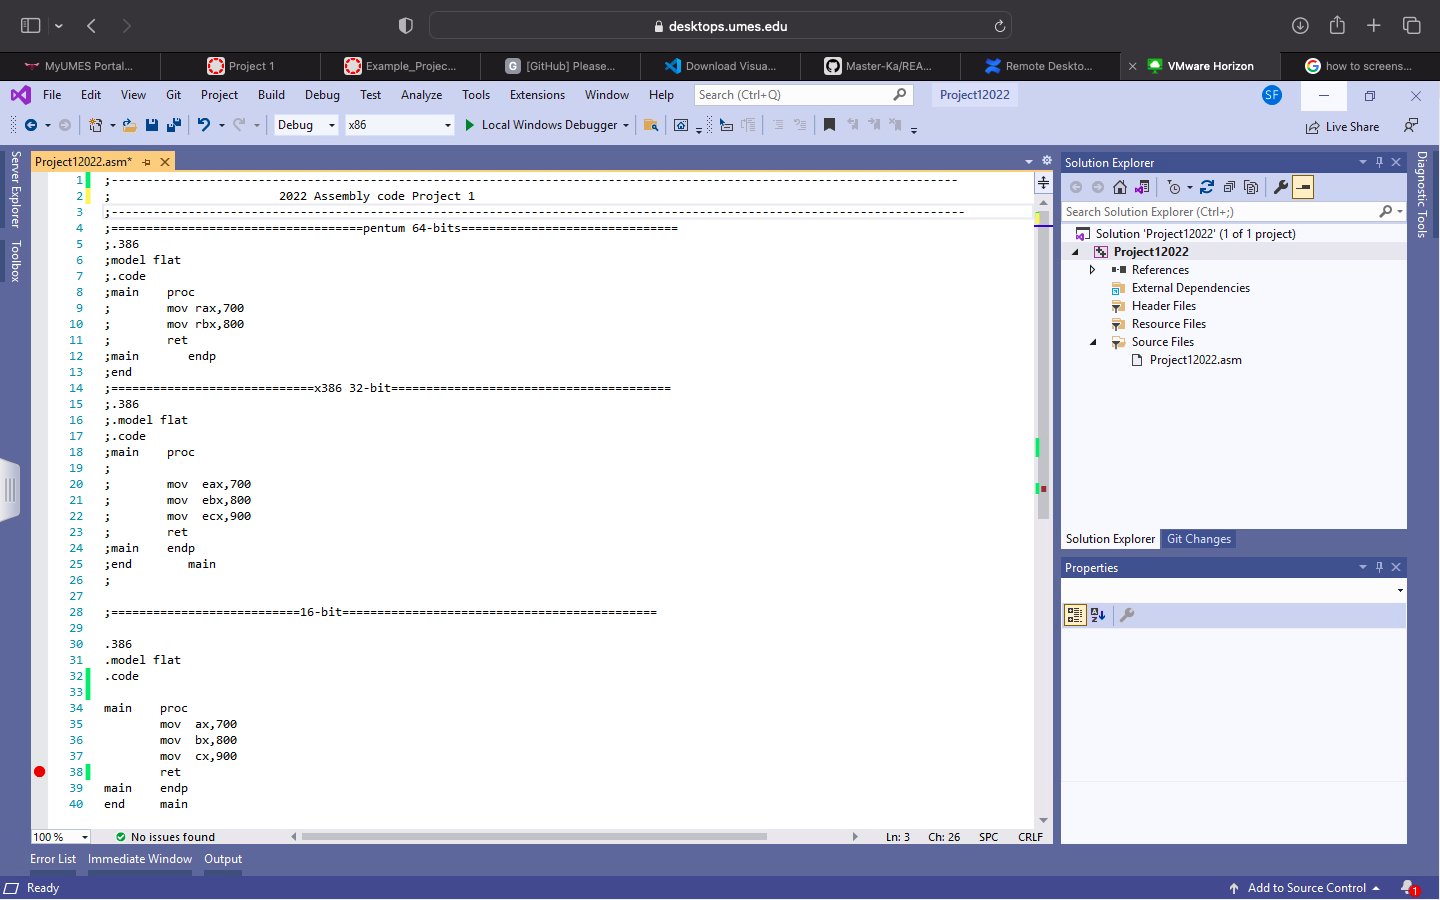 desktops.umes.edu
MyUMES Portal...
Project 1
Example_Projec...
[GitHub] Please...
Download Visua...
Master-Ka/REA...
Remote Deskto...
VMware Horizon
how to screens...
File Edit View Git Project Build Debug Test Analyze Tools Extensions Window Help Search (Ctrl+Q) Project12022 SF
Debug x86 Local Windows Debugger Live Share
Server Explorer
Toolbox
Project12022.asm*
1 ;-------------------------------------------------------------------------------------------------------------------------
2 ;                        2022 Assembly code Project 1
3 ;--------------------------------------------------------------------------------------------------------------------------
4 ;====================================pentum 64-bits===============================
5 ;.386
6 ;model flat
7 ;.code
8 ;main    proc
9 ;        mov rax,700
10 ;        mov rbx,800
11 ;        ret
12 ;main       endp
13 ;end
14 ;=============================x386 32-bit========================================
15 ;.386
16 ;.model flat
17 ;.code
18 ;main    proc
19 ;
20 ;        mov  eax,700
21 ;        mov  ebx,800
22 ;        mov  ecx,900
23 ;        ret
24 ;main    endp
25 ;end        main
26 ;
27
28 ;===========================16-bit=============================================
29
30 .386
31 .model flat
32 .code
33
34 main    proc
35         mov  ax,700
36         mov  bx,800
37         mov  cx,900
38         ret
39 main    endp
40 end     main
100 % No issues found Ln: 3 Ch: 26 SPC CRLF
Solution Explorer
Search Solution Explorer (Ctrl+;)
Solution 'Project12022' (1 of 1 project)
Project12022
References
External Dependencies
Header Files
Resource Files
Source Files
Project12022.asm
Solution Explorer Git Changes
Properties
Diagnostic Tools
Error List Immediate Window Output
Ready Add to Source Control 1